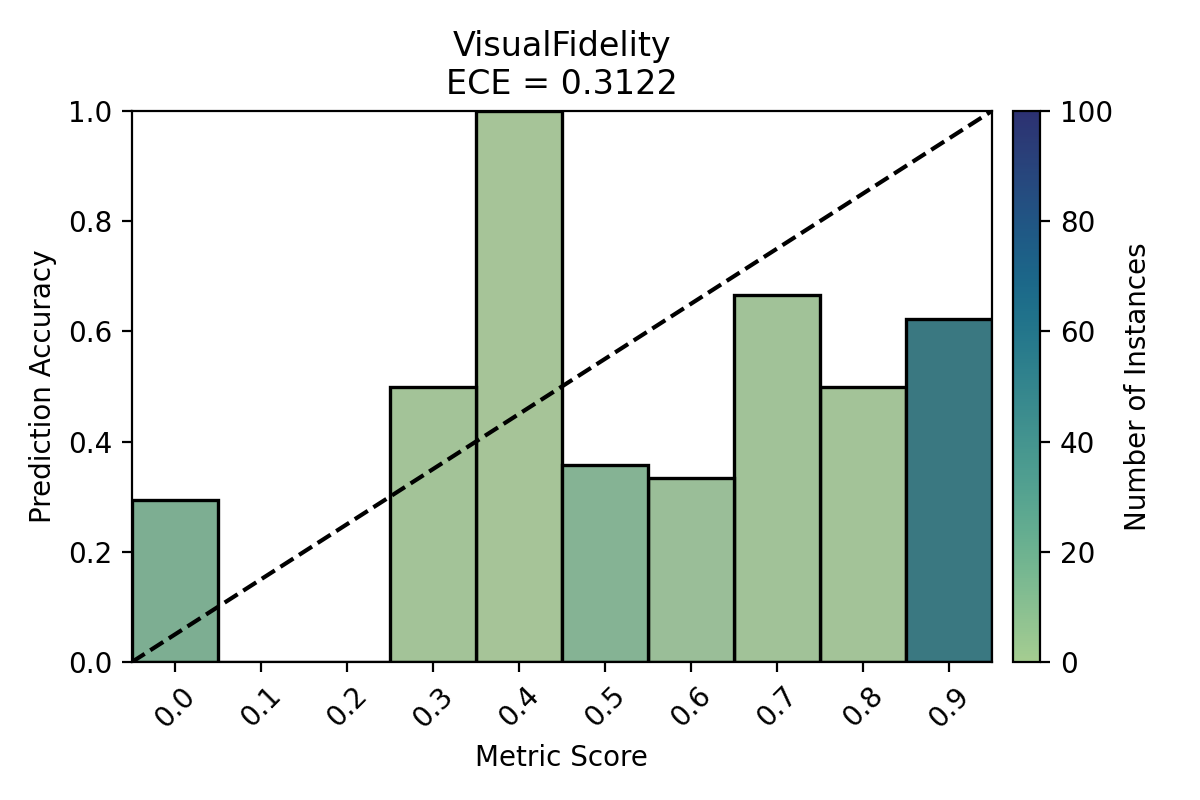 VisualFidelity
ECE = 0.3122
Prediction Accuracy
1.0
0.8
0.6
0.4
0.2
0.0
0.0 0.1 0.2 0.3 0.4 0.5 0.6 0.7 0.8 0.9
Metric Score
100
80
60
40
20
0
Number of Instances